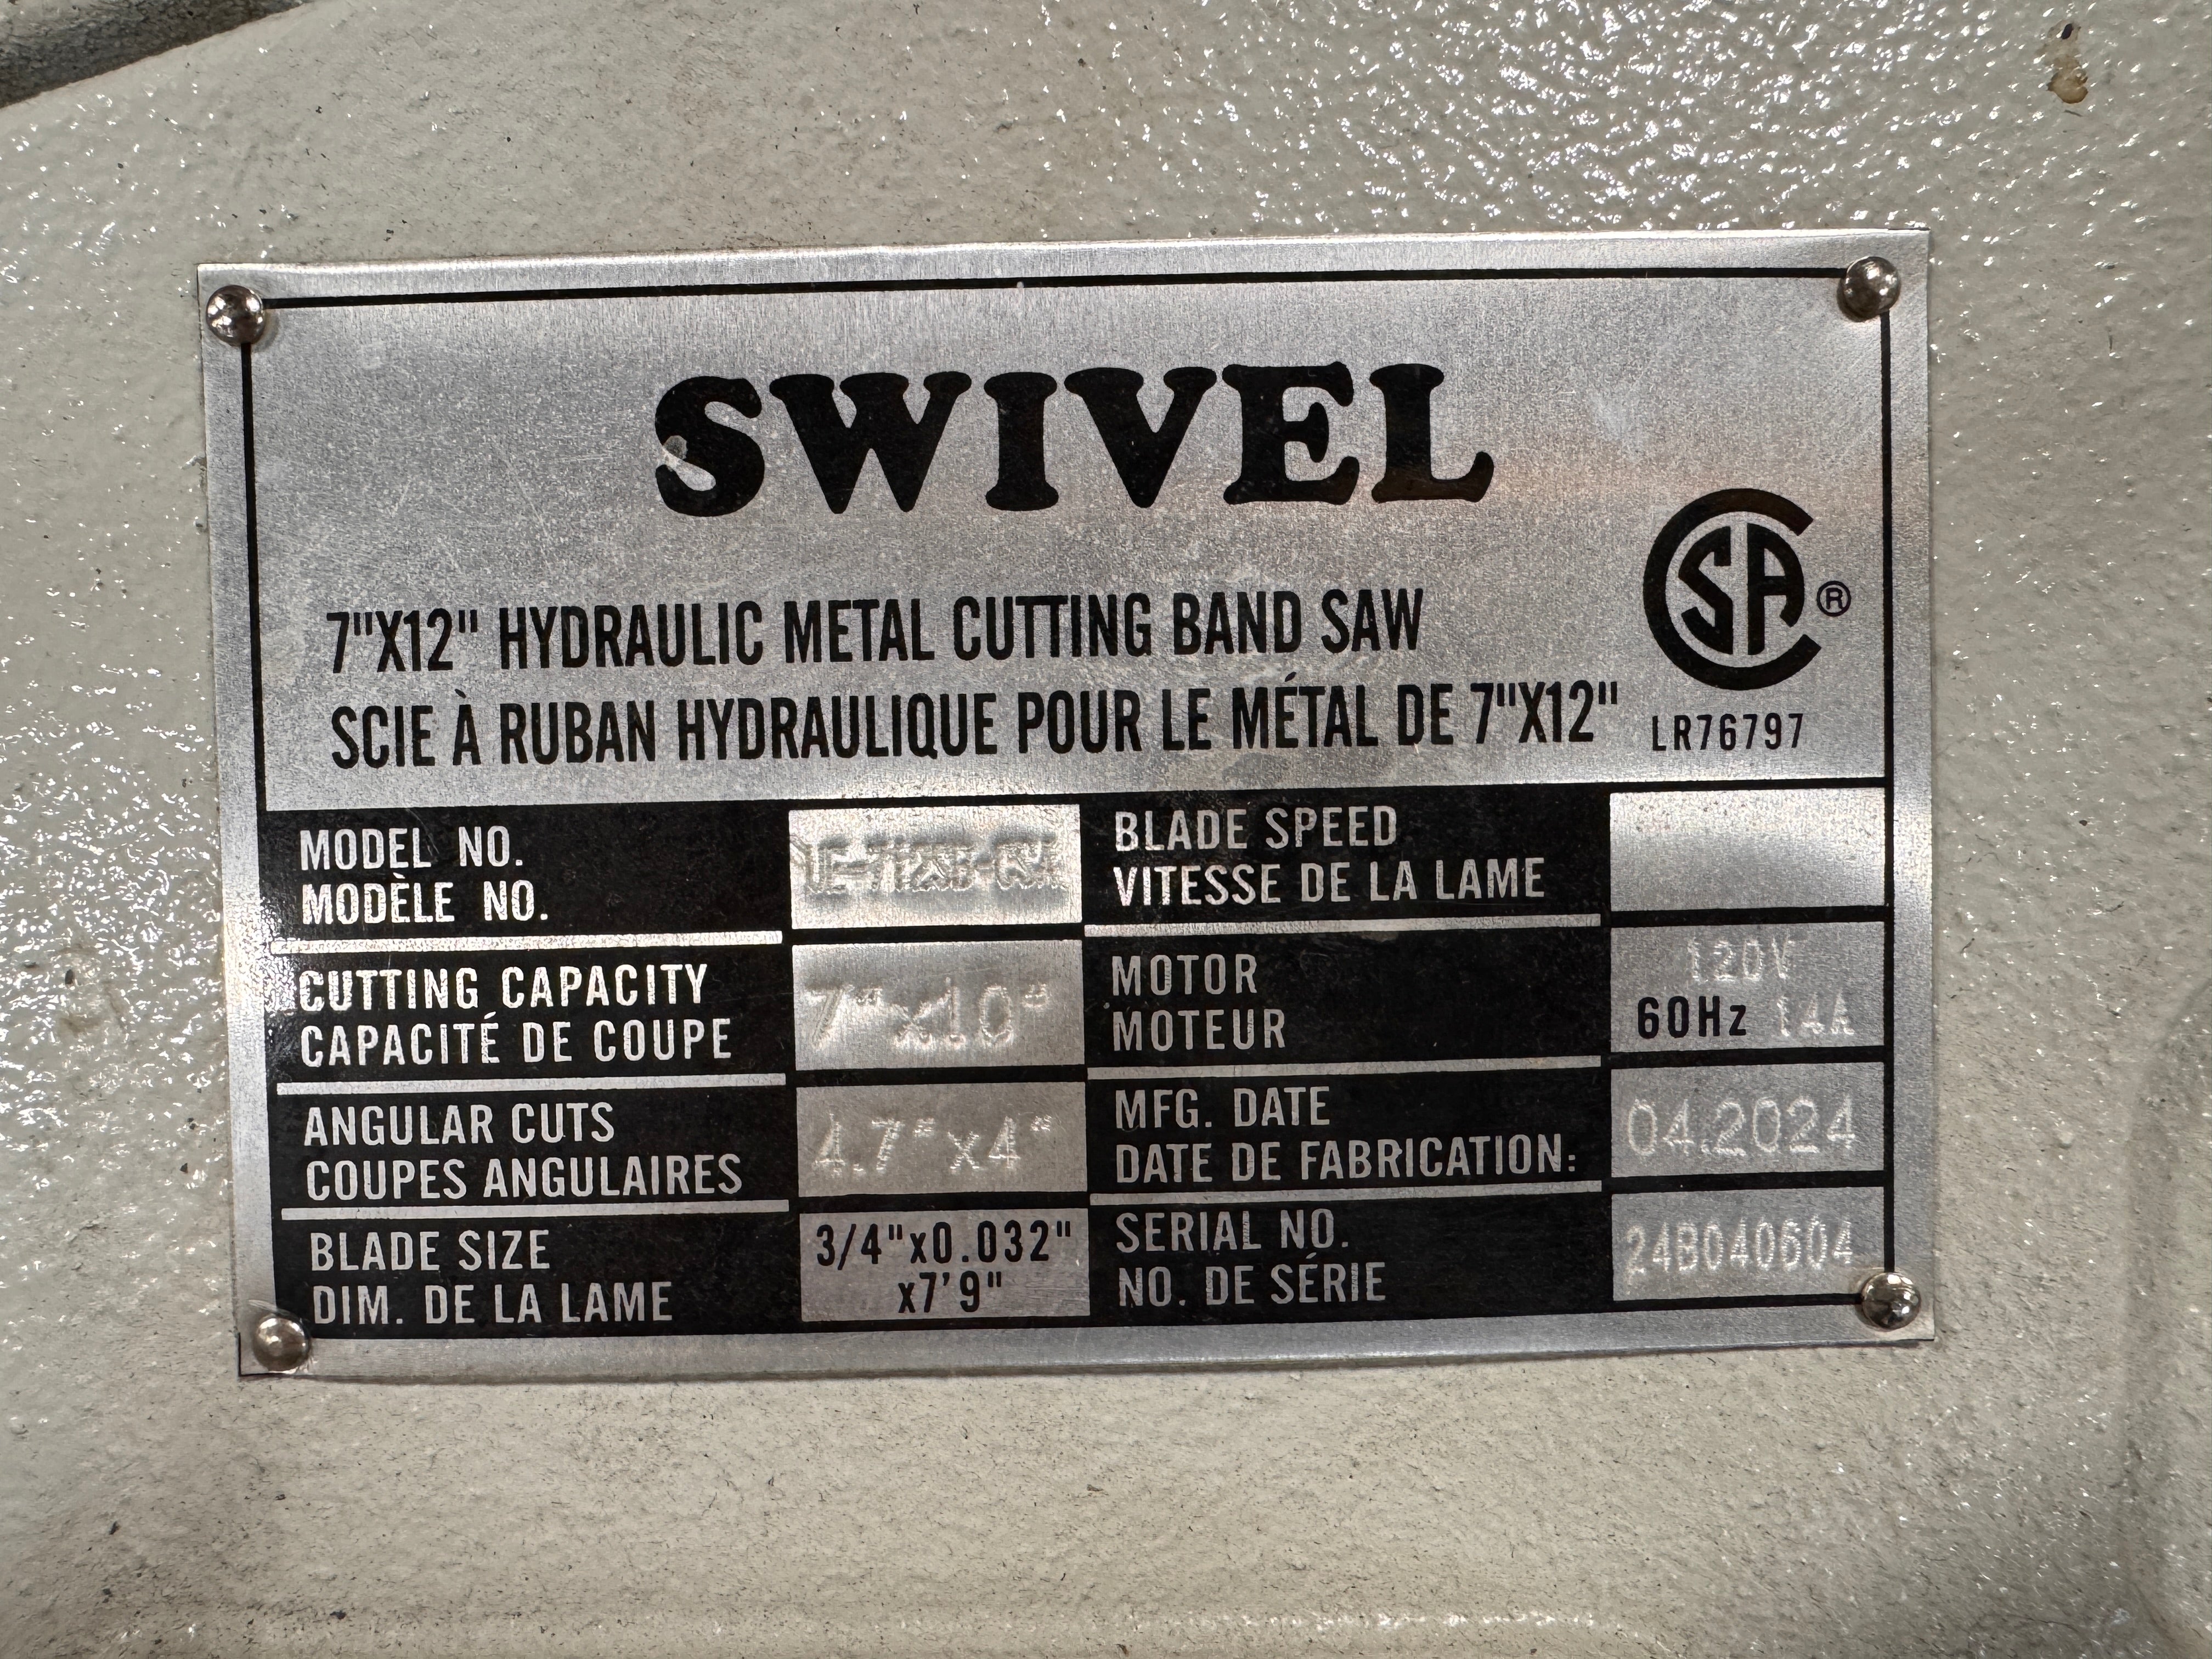 SWIVEL
CSA ®
7"X12" HYDRAULIC METAL CUTTING BAND SAW
SCIE À RUBAN HYDRAULIQUE POUR LE MÉTAL DE 7"X12"
LR76797
MODEL NO.
MODÈLE NO.
CUTTING CAPACITY
CAPACITÉ DE COUPE
7"x10"
ANGULAR CUTS
COUPES ANGULAIRES
4.7"x4"
BLADE SIZE
DIM. DE LA LAME
3/4"x0.032"
x7'9"
BLADE SPEED
VITESSE DE LA LAME
MOTOR
MOTEUR
120V
60Hz 14A
MFG. DATE
DATE DE FABRICATION:
04.2024
SERIAL NO.
NO. DE SÉRIE
24B040604